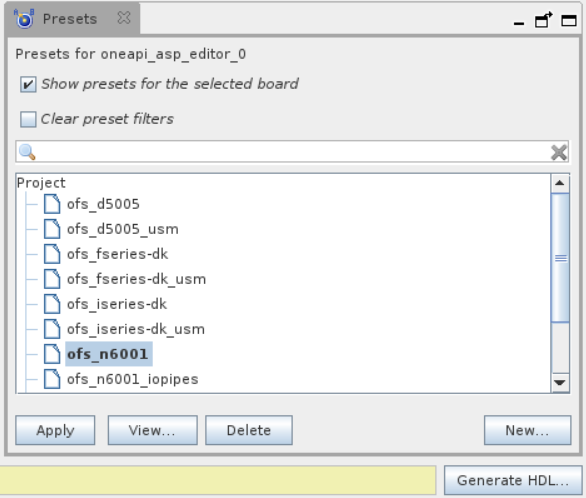 Presets
Presets for oneapi_asp_editor_0
Show presets for the selected board
Clear preset filters
Project
ofs_d5005
ofs_d5005_usm
ofs_fseries-dk
ofs_fseries-dk_usm
ofs_iseries-dk
ofs_iseries-dk_usm
ofs_n6001
ofs_n6001_iopipes
Apply View... Delete New...
Generate HDL...